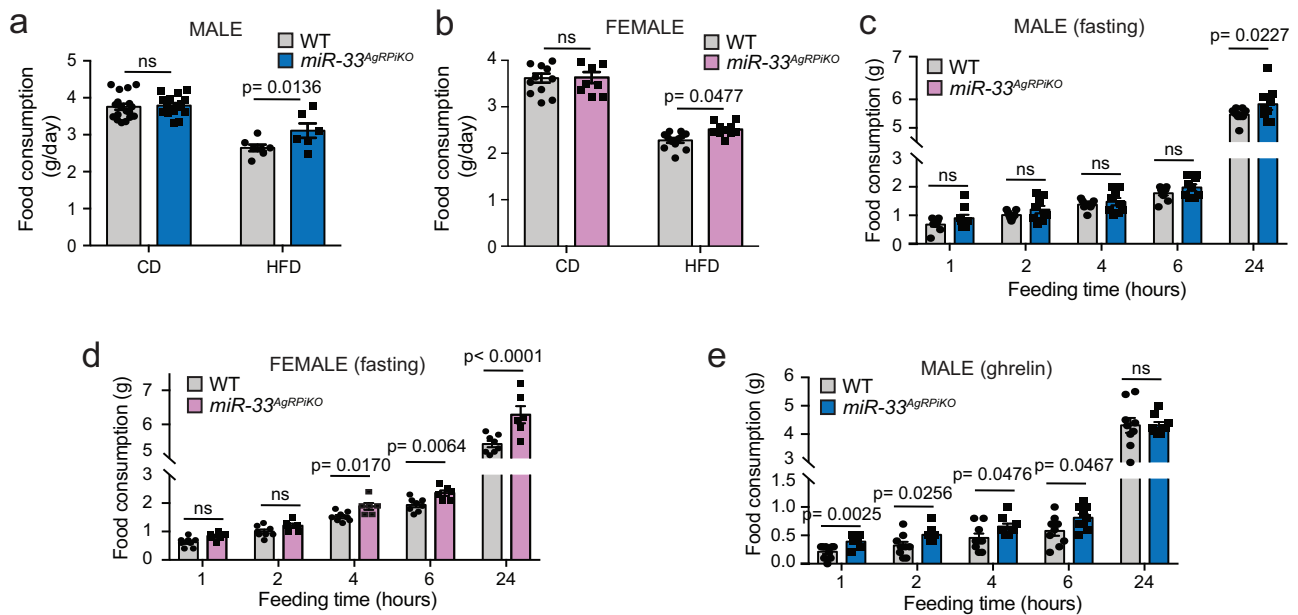 a
MALE
WT
miR-33AgRPiKO
ns
p= 0.0136
Food consumption
(g/day)
5
4
3
2
1
0
CD
HFD
b
FEMALE
WT
miR-33AgRPiKO
ns
p= 0.0477
Food consumption
(g/day)
4
3
2
1
0
CD
HFD
c
MALE (fasting)
WT
miR-33AgRPiKO
p= 0.0227
ns
ns
ns
ns
Food consumption (g)
7
6
5
3
2
1
0
1
2
4
6
24
Feeding time (hours)
d
FEMALE (fasting)
WT
miR-33AgRPiKO
p< 0.0001
p= 0.0064
p= 0.0170
ns
ns
Food consumption (g)
7
6
5
3
2
1
0
1
2
4
6
24
Feeding time (hours)
e
MALE (ghrelin)
WT
miR-33AgRPiKO
ns
p= 0.0476
p= 0.0467
p= 0.0256
p= 0.0025
Food consumption (g)
6
5
4
3
1.5
1.0
0.5
0.0
1
2
4
6
24
Feeding time (hours)